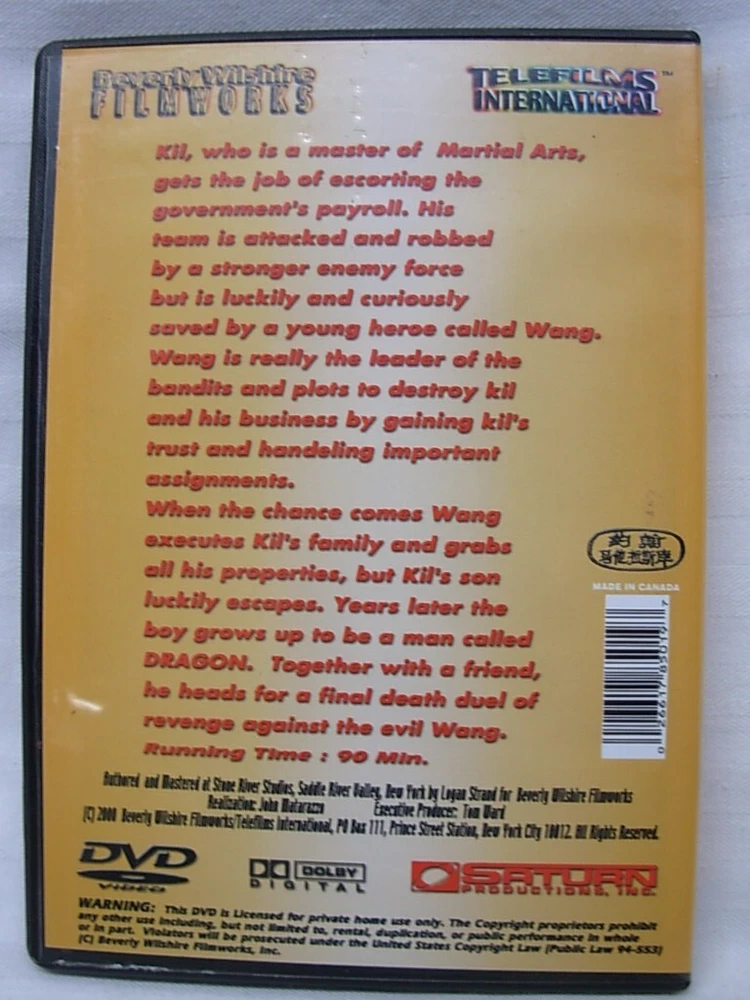 Beverly Wilshire
FILMWORKS
TELEFILMS™
INTERNATIONAL
Kil, who is a master of Martial Arts,
gets the job of escorting the
government's payroll. His
team is attacked and robbed
by a stronger enemy force
but is luckily and curiously
saved by a young heroe called Wang.
Wang is really the leader of the
bandits and plots to destroy kil
and his business by gaining kil's
trust and handeling important
assignments.
When the chance comes Wang
executes Kil's family and grabs
all his properties, but Kil's son
luckily escapes. Years later the
boy grows up to be a man called
DRAGON. Together with a friend,
he heads for a final death duel of
revenge against the evil Wang.
Running Time : 90 Min.
約翰
MADE IN CANADA
0 26617 85019 7
Authored and Mastered at Stone River Studios, Saddle River Valley, New York by Logan Strand for Beverly Wilshire Filmworks
Realization: John Matarazzo Executive Producer: Tom Ward
(C) 2000 Beverly Wilshire Filmworks/Telefilms International, PO Box 111, Prince Street Station, New York City 10012. All Rights Reserved.
DVD
VIDEO
DOLBY
DIGITAL
SATURN
PRODUCTIONS, INC.
WARNING: This DVD is Licensed for private home use only. The Copyright proprietors prohibit
any other use including, but not limited to, rental, duplication, or public performance in whole
or in part. Violators will be prosecuted under the United States Copyright Law (Public Law 94-553)
(C) Beverly Wilshire Filmworks, Inc.